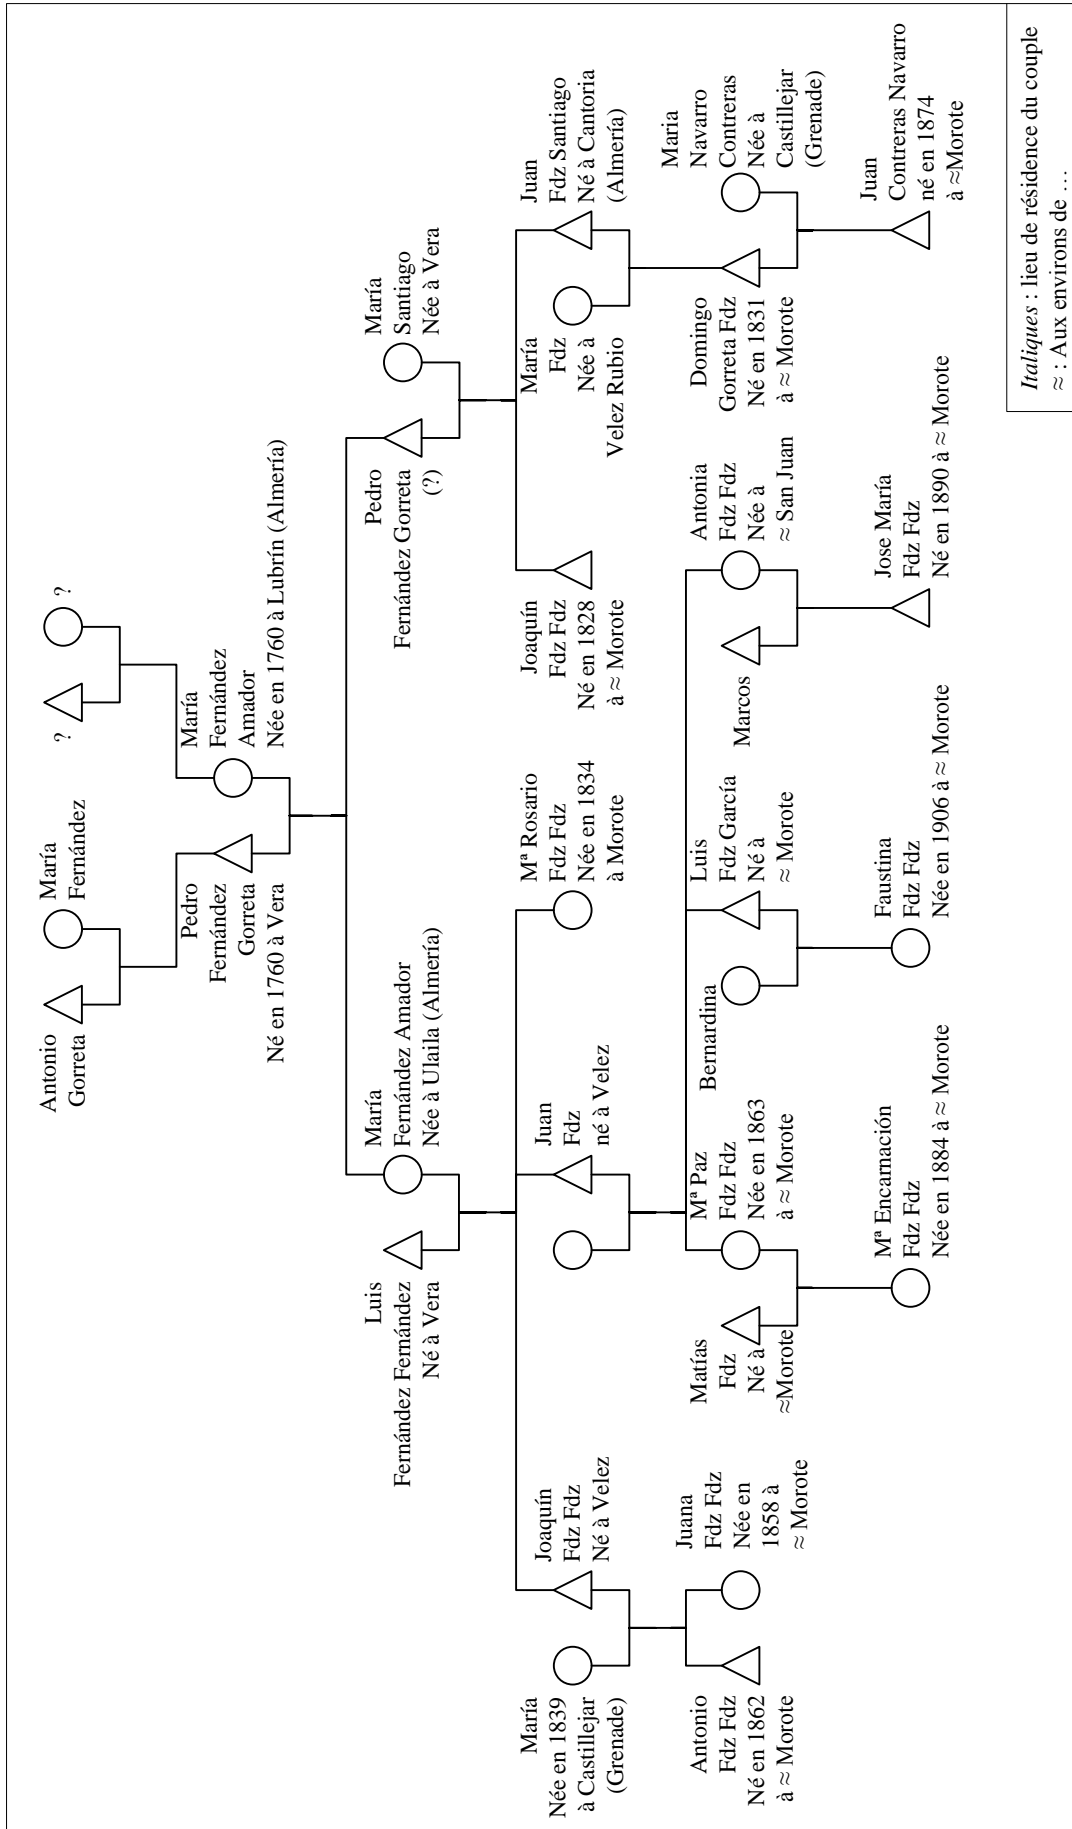 Antonio
Gorreta
María
Fernández
?
?
Pedro
Fernández
Gorreta
Né en 1760 à Vera
María
Fernández
Amador
Née en 1760 à Lubrín (Almería)
Luis
Fernández Fernández
Né à Vera
María
Fernández Amador
Née à Ulaila (Almería)
Pedro
Fernández Gorreta
(?)
María
Santiago
Née à Vera
María
Née en 1839
à Castillejar
(Grenade)
Joaquín
Fdz Fdz
Né à Velez
Juan
Fdz
né à Velez
Mª Rosario
Fdz Fdz
Née en 1834
à Morote
Joaquín
Fdz Fdz
Né en 1828
à ≈ Morote
María
Fdz
Née à
Velez Rubio
Juan
Fdz Santiago
Né à Cantoria
(Almería)
Antonio
Fdz Fdz
Né en 1862
à ≈ Morote
Juana
Fdz Fdz
Née en
1858 à
≈ Morote
Matías
Fdz
Né à
≈Morote
Mª Paz
Fdz Fdz
Née en 1863
à ≈ Morote
Bernardina
Luis
Fdz García
Né à
≈ Morote
Marcos
Antonia
Fdz Fdz
Née à
≈ San Juan
Domingo
Gorreta Fdz
Né en 1831
à ≈ Morote
Maria
Navarro
Contreras
Née à
Castillejar
(Grenade)
Mª Encarnación
Fdz Fdz
Née en 1884 à ≈ Morote
Faustina
Fdz Fdz
Née en 1906 à ≈ Morote
Jose María
Fdz Fdz
Né en 1890 à ≈ Morote
Juan
Contreras Navarro
né en 1874
à ≈Morote
Italiques : lieu de résidence du couple
≈ : Aux environs de …